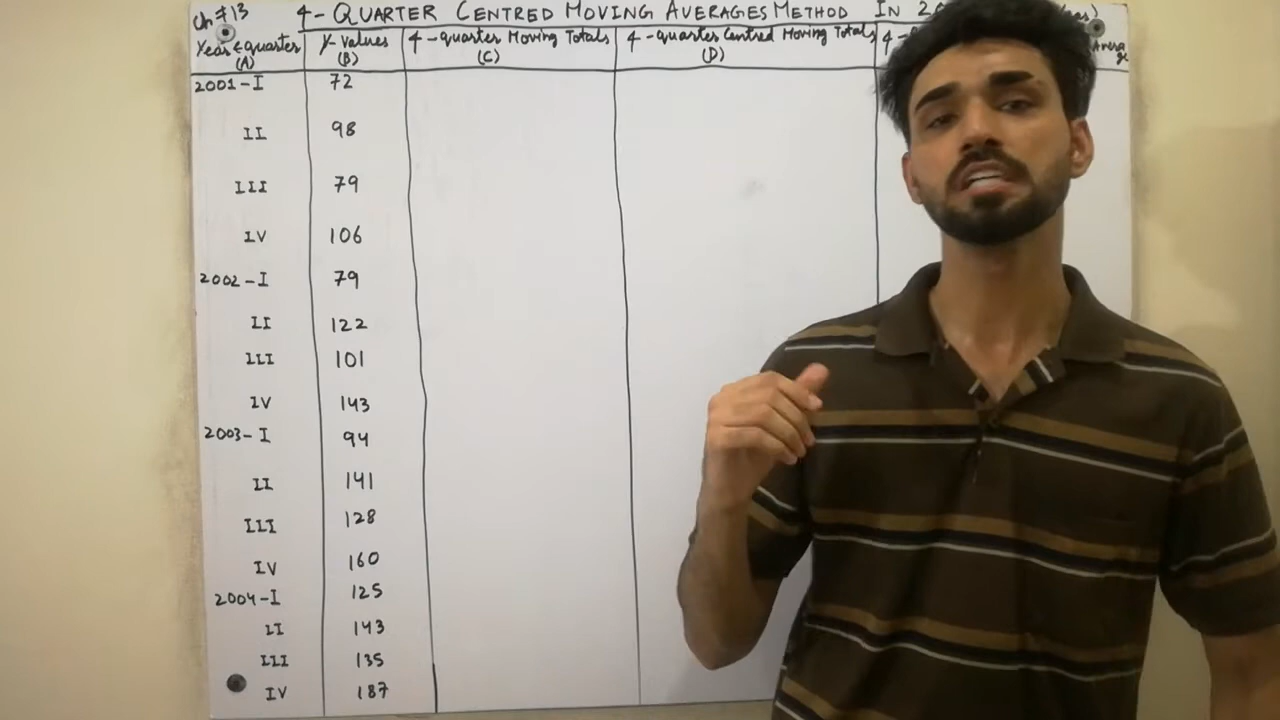 Ch # 13
4-QUARTER CENTRED MOVING AVERAGES METHOD IN
Year & quarter (A) Y-Values (B) 4-quarter Moving Totals (C) 4-quarter Centred Moving Totals (D) 4-
2001-I 72
II 98
III 79
IV 106
2002-I 79
II 122
III 101
IV 143
2003-I 94
II 141
III 128
IV 160
2004-I 125
II 143
III 135
IV 187